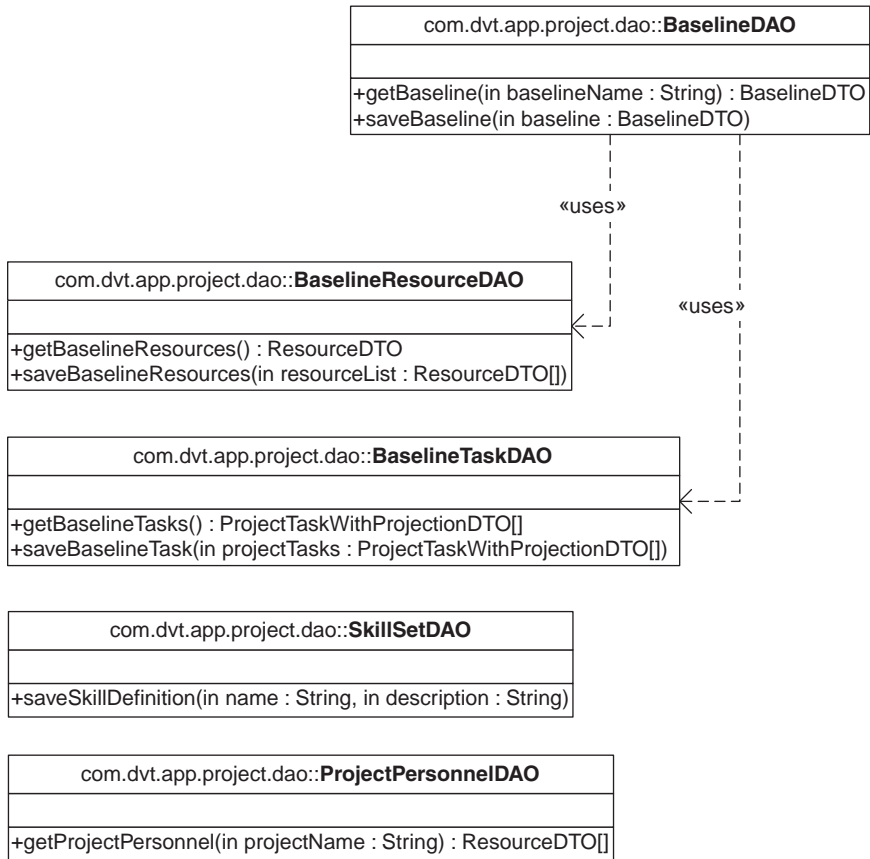 com.dvt.app.project.dao::BaselineDAO
+getBaseline(in baselineName : String) : BaselineDTO
+saveBaseline(in baseline : BaselineDTO)
«uses»
com.dvt.app.project.dao::BaselineResourceDAO
«uses»
+getBaselineResources() : ResourceDTO
+saveBaselineResources(in resourceList : ResourceDTO[])
com.dvt.app.project.dao::BaselineTaskDAO
+getBaselineTasks() : ProjectTaskWithProjectionDTO[]
+saveBaselineTask(in projectTasks : ProjectTaskWithProjectionDTO[])
com.dvt.app.project.dao::SkillSetDAO
+saveSkillDefinition(in name : String, in description : String)
com.dvt.app.project.dao::ProjectPersonnelDAO
+getProjectPersonnel(in projectName : String) : ResourceDTO[]